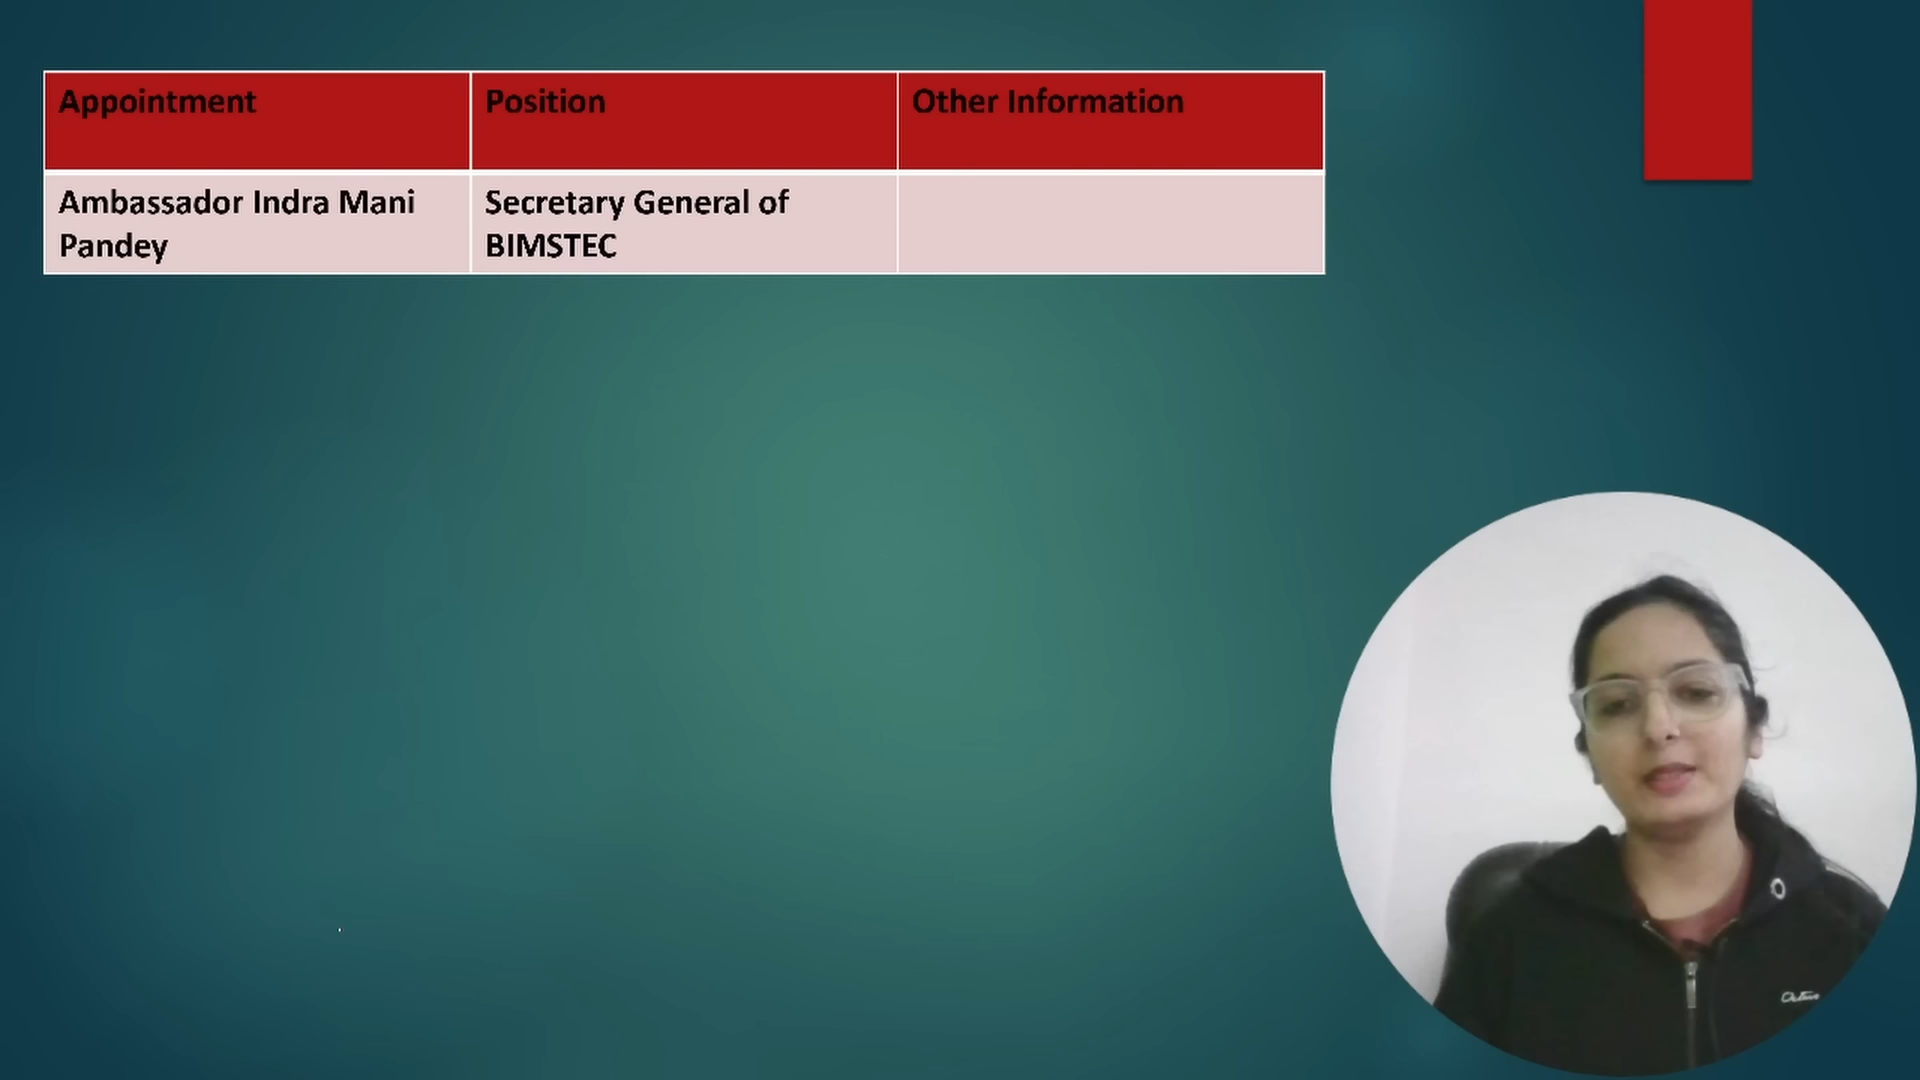 Appointment
Position
Other Information
Ambassador Indra Mani
Pandey
Secretary General of
BIMSTEC